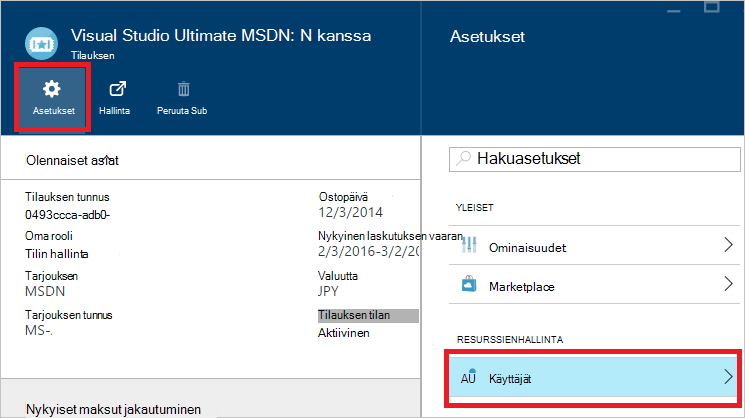 Visual Studio Ultimate MSDN: N kanssa
Tilauksen
Asetukset
Hallinta
Peruuta Sub
Olennaiset asiat
Tilauksen tunnus
0493ccca-adb0-
Oma rooli
Tilin hallinta
Tarjouksen
MSDN
Tarjouksen tunnus
MS-.
Ostopäivä
12/3/2014
Nykyinen laskutuksen vaaran
2/3/2016-3/2/20
Valuutta
JPY
Tilauksen tilan
Aktiivinen
Nykyiset maksut jakautuminen
Asetukset
Hakuasetukset
YLEISET
Ominaisuudet
Marketplace
RESURSSIENHALLINTA
AU Käyttäjät